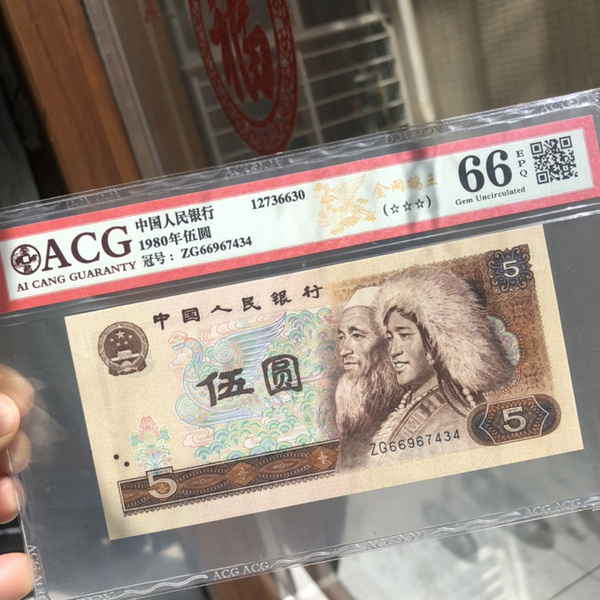 福
ACG
AI CANG GUARANTY
中国人民银行
1980年伍圆
冠号：ZG66967434
12736630
金阁鹤王
(☆☆☆)
66
EPQ
Gem Uncirculated
中国人民银行
伍圆
5
5
5
ZG66967434
ACG ACG